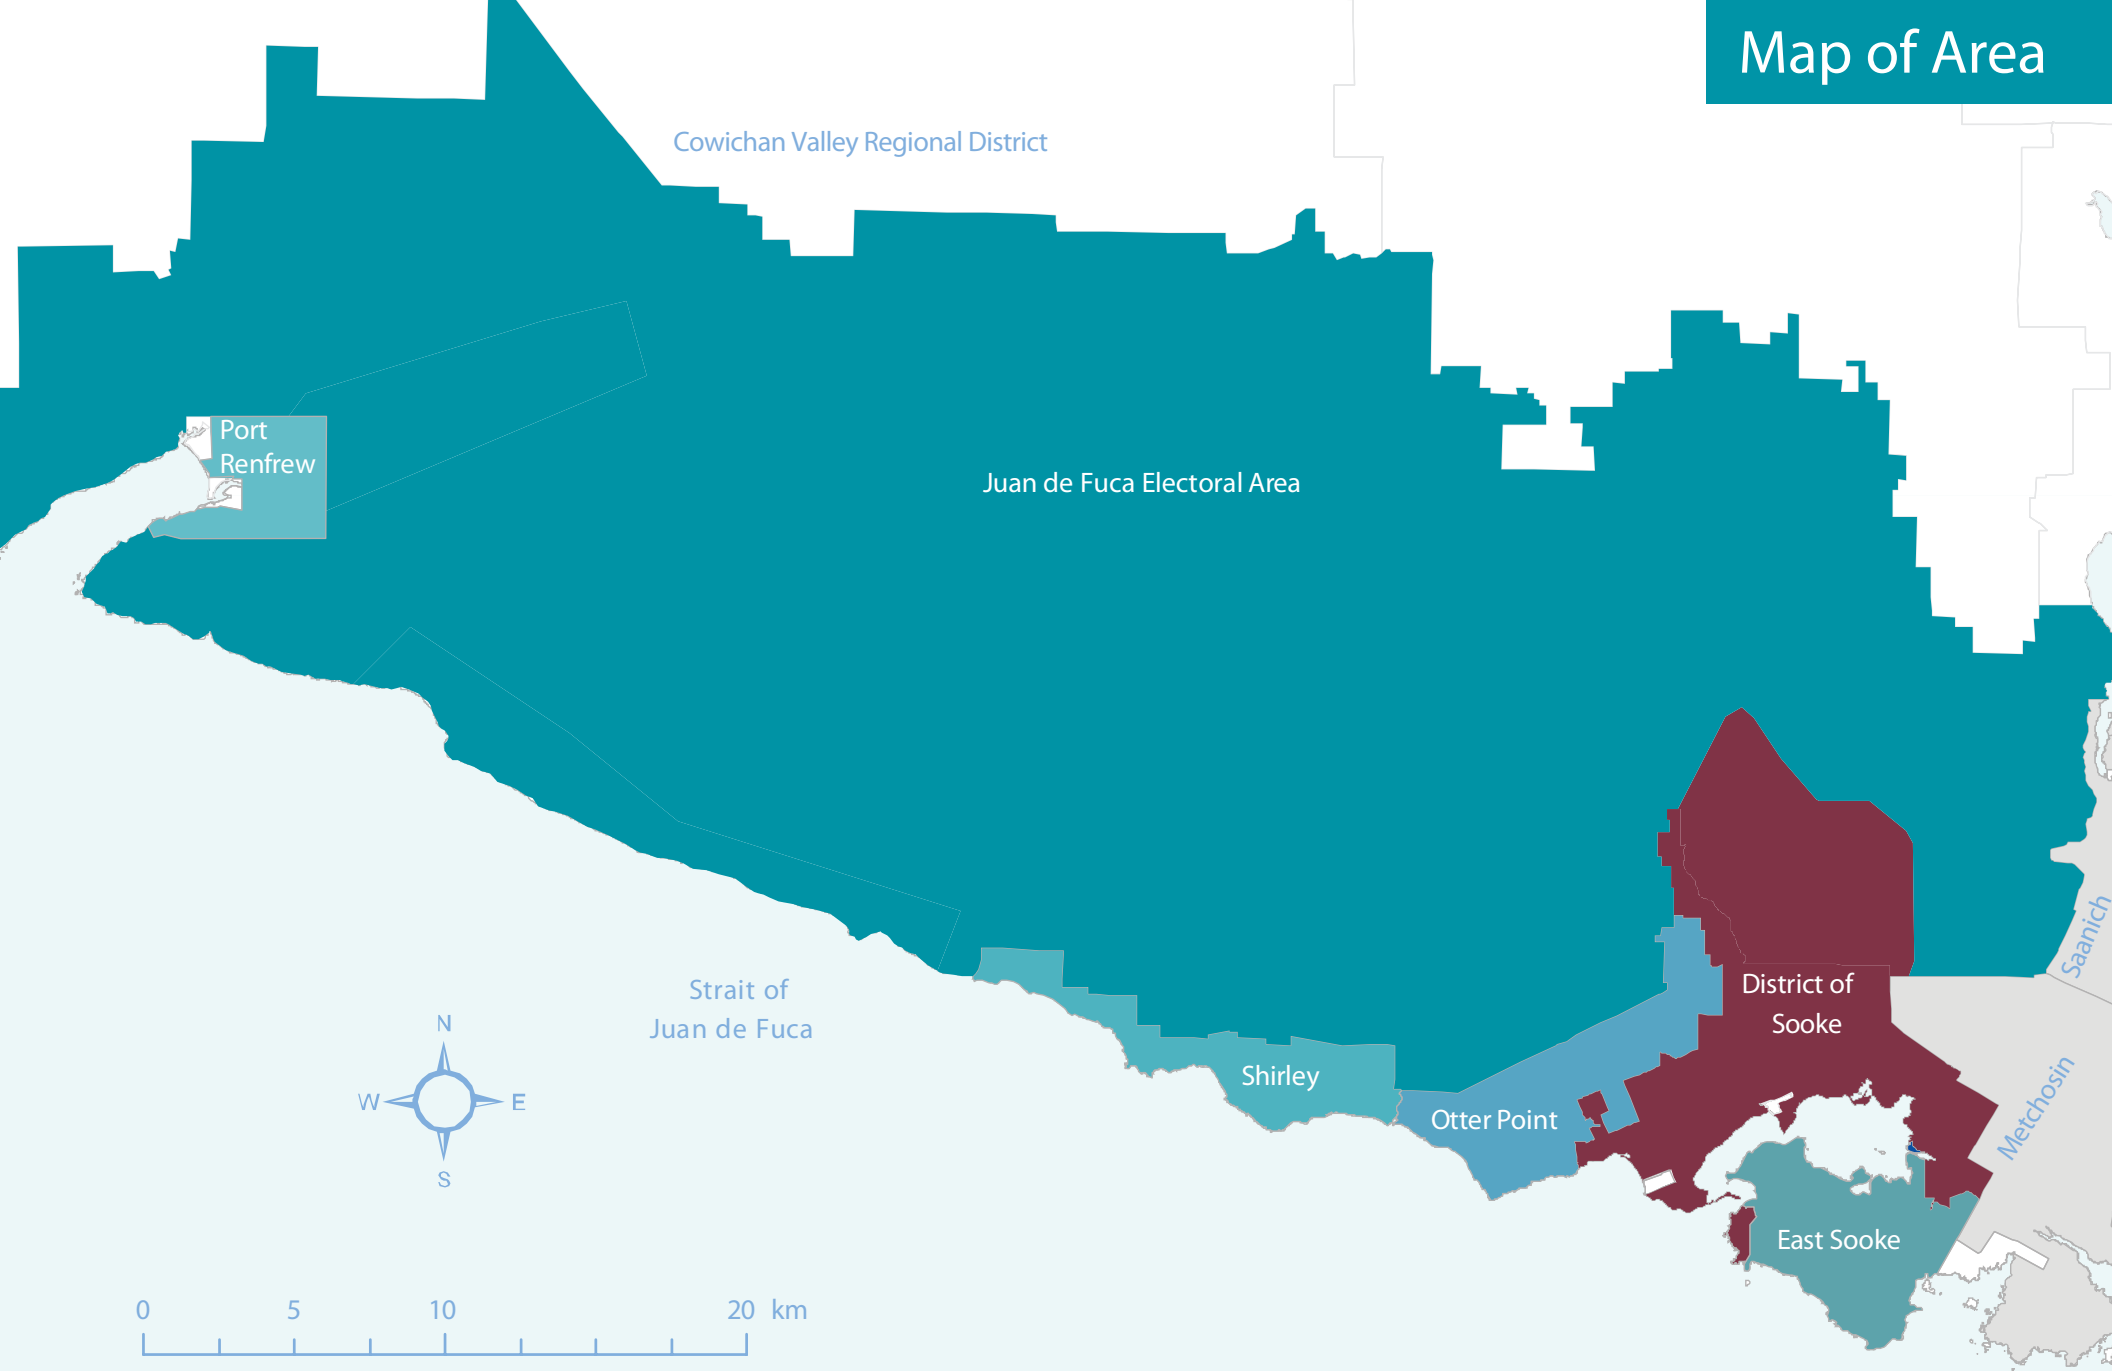 Map of Area
Cowichan Valley Regional District
Port
Renfrew
Juan de Fuca Electoral Area
Saanich
District of
Sooke
Strait of
Juan de Fuca
N
W
E
S
Shirley
Otter Point
Metchosin
East Sooke
0 5 10 20 km